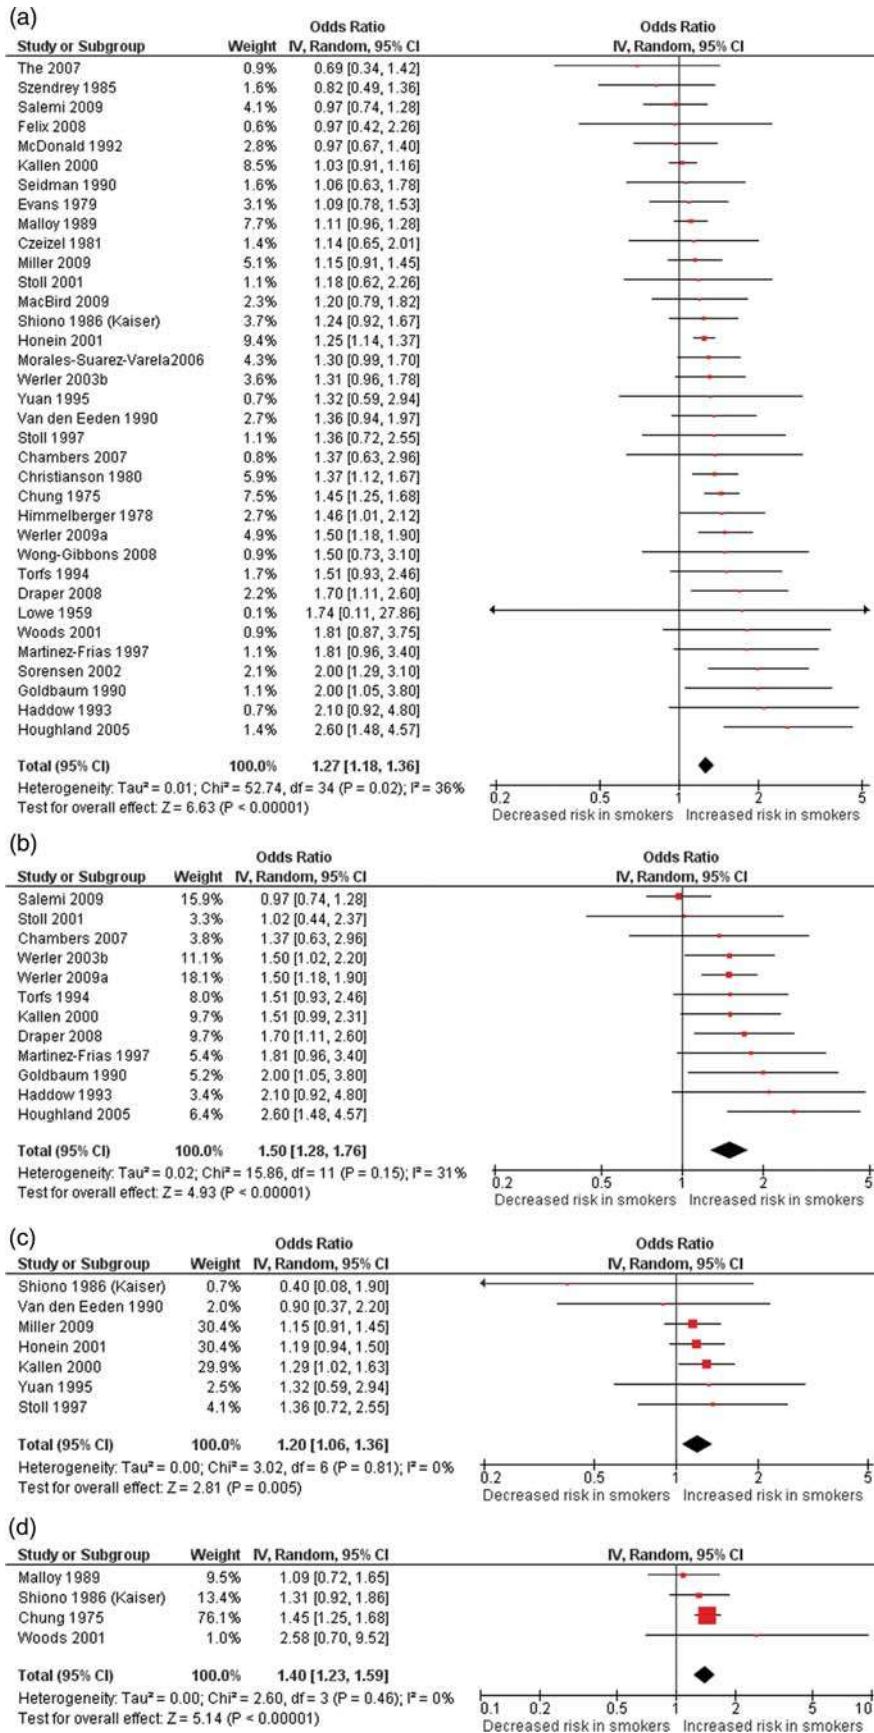 (a)
Odds Ratio Odds Ratio
Study or Subgroup Weight IV, Random, 95% CI IV, Random, 95% CI
The 2007 0.9% 0.69 [0.34, 1.42]
Szendrey 1985 1.6% 0.82 [0.49, 1.36]
Salemi 2009 4.1% 0.97 [0.74, 1.28]
Felix 2008 0.6% 0.97 [0.42, 2.26]
McDonald 1992 2.8% 0.97 [0.67, 1.40]
Kallen 2000 8.5% 1.03 [0.91, 1.16]
Seidman 1990 1.6% 1.06 [0.63, 1.78]
Evans 1979 3.1% 1.09 [0.78, 1.53]
Malloy 1989 7.7% 1.11 [0.96, 1.28]
Czeizel 1981 1.4% 1.14 [0.65, 2.01]
Miller 2009 5.1% 1.15 [0.91, 1.45]
Stoll 2001 1.1% 1.18 [0.62, 2.26]
MacBird 2009 2.3% 1.20 [0.79, 1.82]
Shiono 1986 (Kaiser) 3.7% 1.24 [0.92, 1.67]
Honein 2001 9.4% 1.25 [1.14, 1.37]
Morales-Suarez-Varela2006 4.3% 1.30 [0.99, 1.70]
Werler 2003b 3.6% 1.31 [0.96, 1.78]
Yuan 1995 0.7% 1.32 [0.59, 2.94]
Van den Eeden 1990 2.7% 1.36 [0.94, 1.97]
Stoll 1997 1.1% 1.36 [0.72, 2.55]
Chambers 2007 0.8% 1.37 [0.63, 2.96]
Christianson 1980 5.9% 1.37 [1.12, 1.67]
Chung 1975 7.5% 1.45 [1.25, 1.68]
Himmelberger 1978 2.7% 1.46 [1.01, 2.12]
Werler 2009a 4.9% 1.50 [1.18, 1.90]
Wong-Gibbons 2008 0.9% 1.50 [0.73, 3.10]
Torfs 1994 1.7% 1.51 [0.93, 2.46]
Draper 2008 2.2% 1.70 [1.11, 2.60]
Lowe 1959 0.1% 1.74 [0.11, 27.86]
Woods 2001 0.9% 1.81 [0.87, 3.75]
Martinez-Frias 1997 1.1% 1.81 [0.96, 3.40]
Sorensen 2002 2.1% 2.00 [1.29, 3.10]
Goldbaum 1990 1.1% 2.00 [1.05, 3.80]
Haddow 1993 0.7% 2.10 [0.92, 4.80]
Houghland 2005 1.4% 2.60 [1.48, 4.57]
Total (95% CI) 100.0% 1.27 [1.18, 1.36]
Heterogeneity: Tau² = 0.01; Chi² = 52.74, df = 34 (P = 0.02); I² = 36%
Test for overall effect: Z = 6.63 (P < 0.00001)
0.2 0.5 1 2 5
Decreased risk in smokers Increased risk in smokers
(b)
Odds Ratio Odds Ratio
Study or Subgroup Weight IV, Random, 95% CI IV, Random, 95% CI
Salemi 2009 15.9% 0.97 [0.74, 1.28]
Stoll 2001 3.3% 1.02 [0.44, 2.37]
Chambers 2007 3.8% 1.37 [0.63, 2.96]
Werler 2003b 11.1% 1.50 [1.02, 2.20]
Werler 2009a 18.1% 1.50 [1.18, 1.90]
Torfs 1994 8.0% 1.51 [0.93, 2.46]
Kallen 2000 9.7% 1.51 [0.99, 2.31]
Draper 2008 9.7% 1.70 [1.11, 2.60]
Martinez-Frias 1997 5.4% 1.81 [0.96, 3.40]
Goldbaum 1990 5.2% 2.00 [1.05, 3.80]
Haddow 1993 3.4% 2.10 [0.92, 4.80]
Houghland 2005 6.4% 2.60 [1.48, 4.57]
Total (95% CI) 100.0% 1.50 [1.28, 1.76]
Heterogeneity: Tau² = 0.02; Chi² = 15.86, df = 11 (P = 0.15); I² = 31%
Test for overall effect: Z = 4.93 (P < 0.00001)
0.2 0.5 1 2 5
Decreased risk in smokers Increased risk in smokers
(c)
Odds Ratio Odds Ratio
Study or Subgroup Weight IV, Random, 95% CI IV, Random, 95% CI
Shiono 1986 (Kaiser) 0.7% 0.40 [0.08, 1.90]
Van den Eeden 1990 2.0% 0.90 [0.37, 2.20]
Miller 2009 30.4% 1.15 [0.91, 1.45]
Honein 2001 30.4% 1.19 [0.94, 1.50]
Kallen 2000 29.9% 1.29 [1.02, 1.63]
Yuan 1995 2.5% 1.32 [0.59, 2.94]
Stoll 1997 4.1% 1.36 [0.72, 2.55]
Total (95% CI) 100.0% 1.20 [1.06, 1.36]
Heterogeneity: Tau² = 0.00; Chi² = 3.02, df = 6 (P = 0.81); I² = 0%
Test for overall effect: Z = 2.81 (P = 0.005)
0.2 0.5 1 2 5
Decreased risk in smokers Increased risk in smokers
(d)
Study or Subgroup Weight IV, Random, 95% CI IV, Random, 95% CI
Malloy 1989 9.5% 1.09 [0.72, 1.65]
Shiono 1986 (Kaiser) 13.4% 1.31 [0.92, 1.86]
Chung 1975 76.1% 1.45 [1.25, 1.68]
Woods 2001 1.0% 2.58 [0.70, 9.52]
Total (95% CI) 100.0% 1.40 [1.23, 1.59]
Heterogeneity: Tau² = 0.00; Chi² = 2.60, df = 3 (P = 0.46); I² = 0%
Test for overall effect: Z = 5.14 (P < 0.00001)
0.1 0.2 0.5 1 2 5 10
Decreased risk in smokers Increased risk in smokers